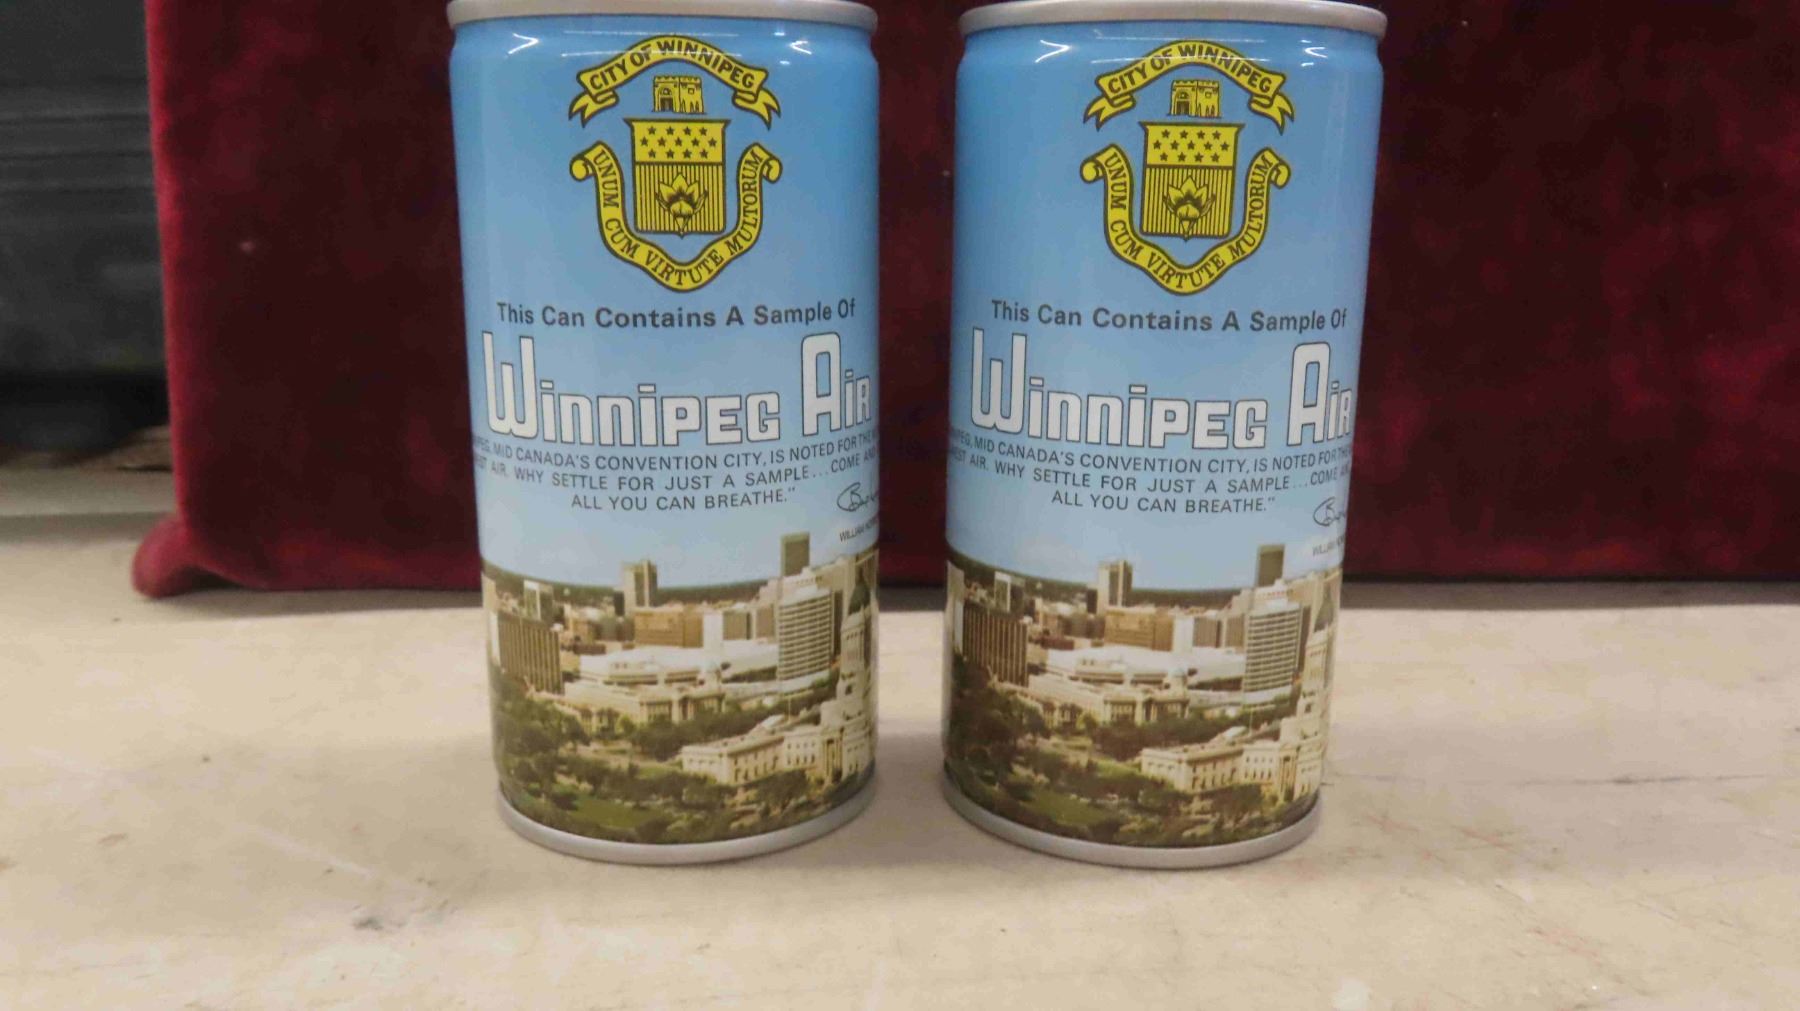 CITY OF WINNIPEG
UNUM CUM VIRTUTE MULTORUM
This Can Contains A Sample Of
Winnipeg Air
MID CANADA'S CONVENTION CITY, IS NOTED FOR THE
AIR. WHY SETTLE FOR JUST A SAMPLE... COME AND
ALL YOU CAN BREATHE."
WILLIAM
CITY OF WINNIPEG
UNUM CUM VIRTUTE MULTORUM
This Can Contains A Sample Of
Winnipeg Air
MID CANADA'S CONVENTION CITY, IS NOTED FOR THE
AIR. WHY SETTLE FOR JUST A SAMPLE... COME
ALL YOU CAN BREATHE."